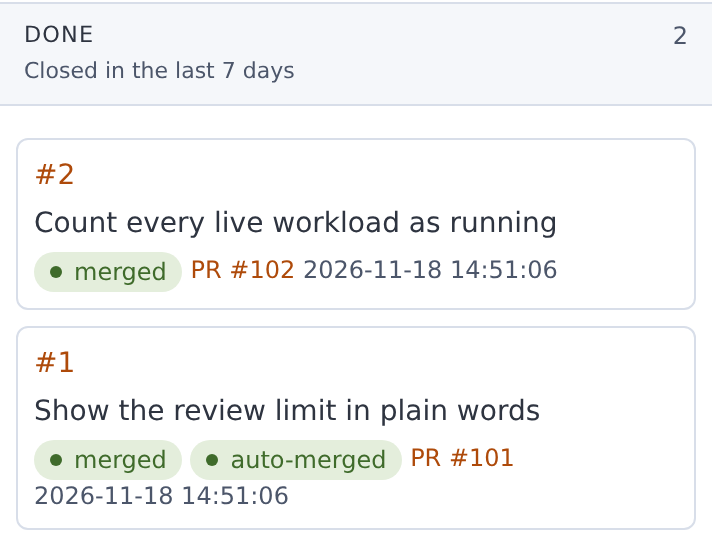 DONE 2
Closed in the last 7 days
#2
Count every live workload as running
merged PR #102 2026-11-18 14:51:06
#1
Show the review limit in plain words
merged auto-merged PR #101
2026-11-18 14:51:06